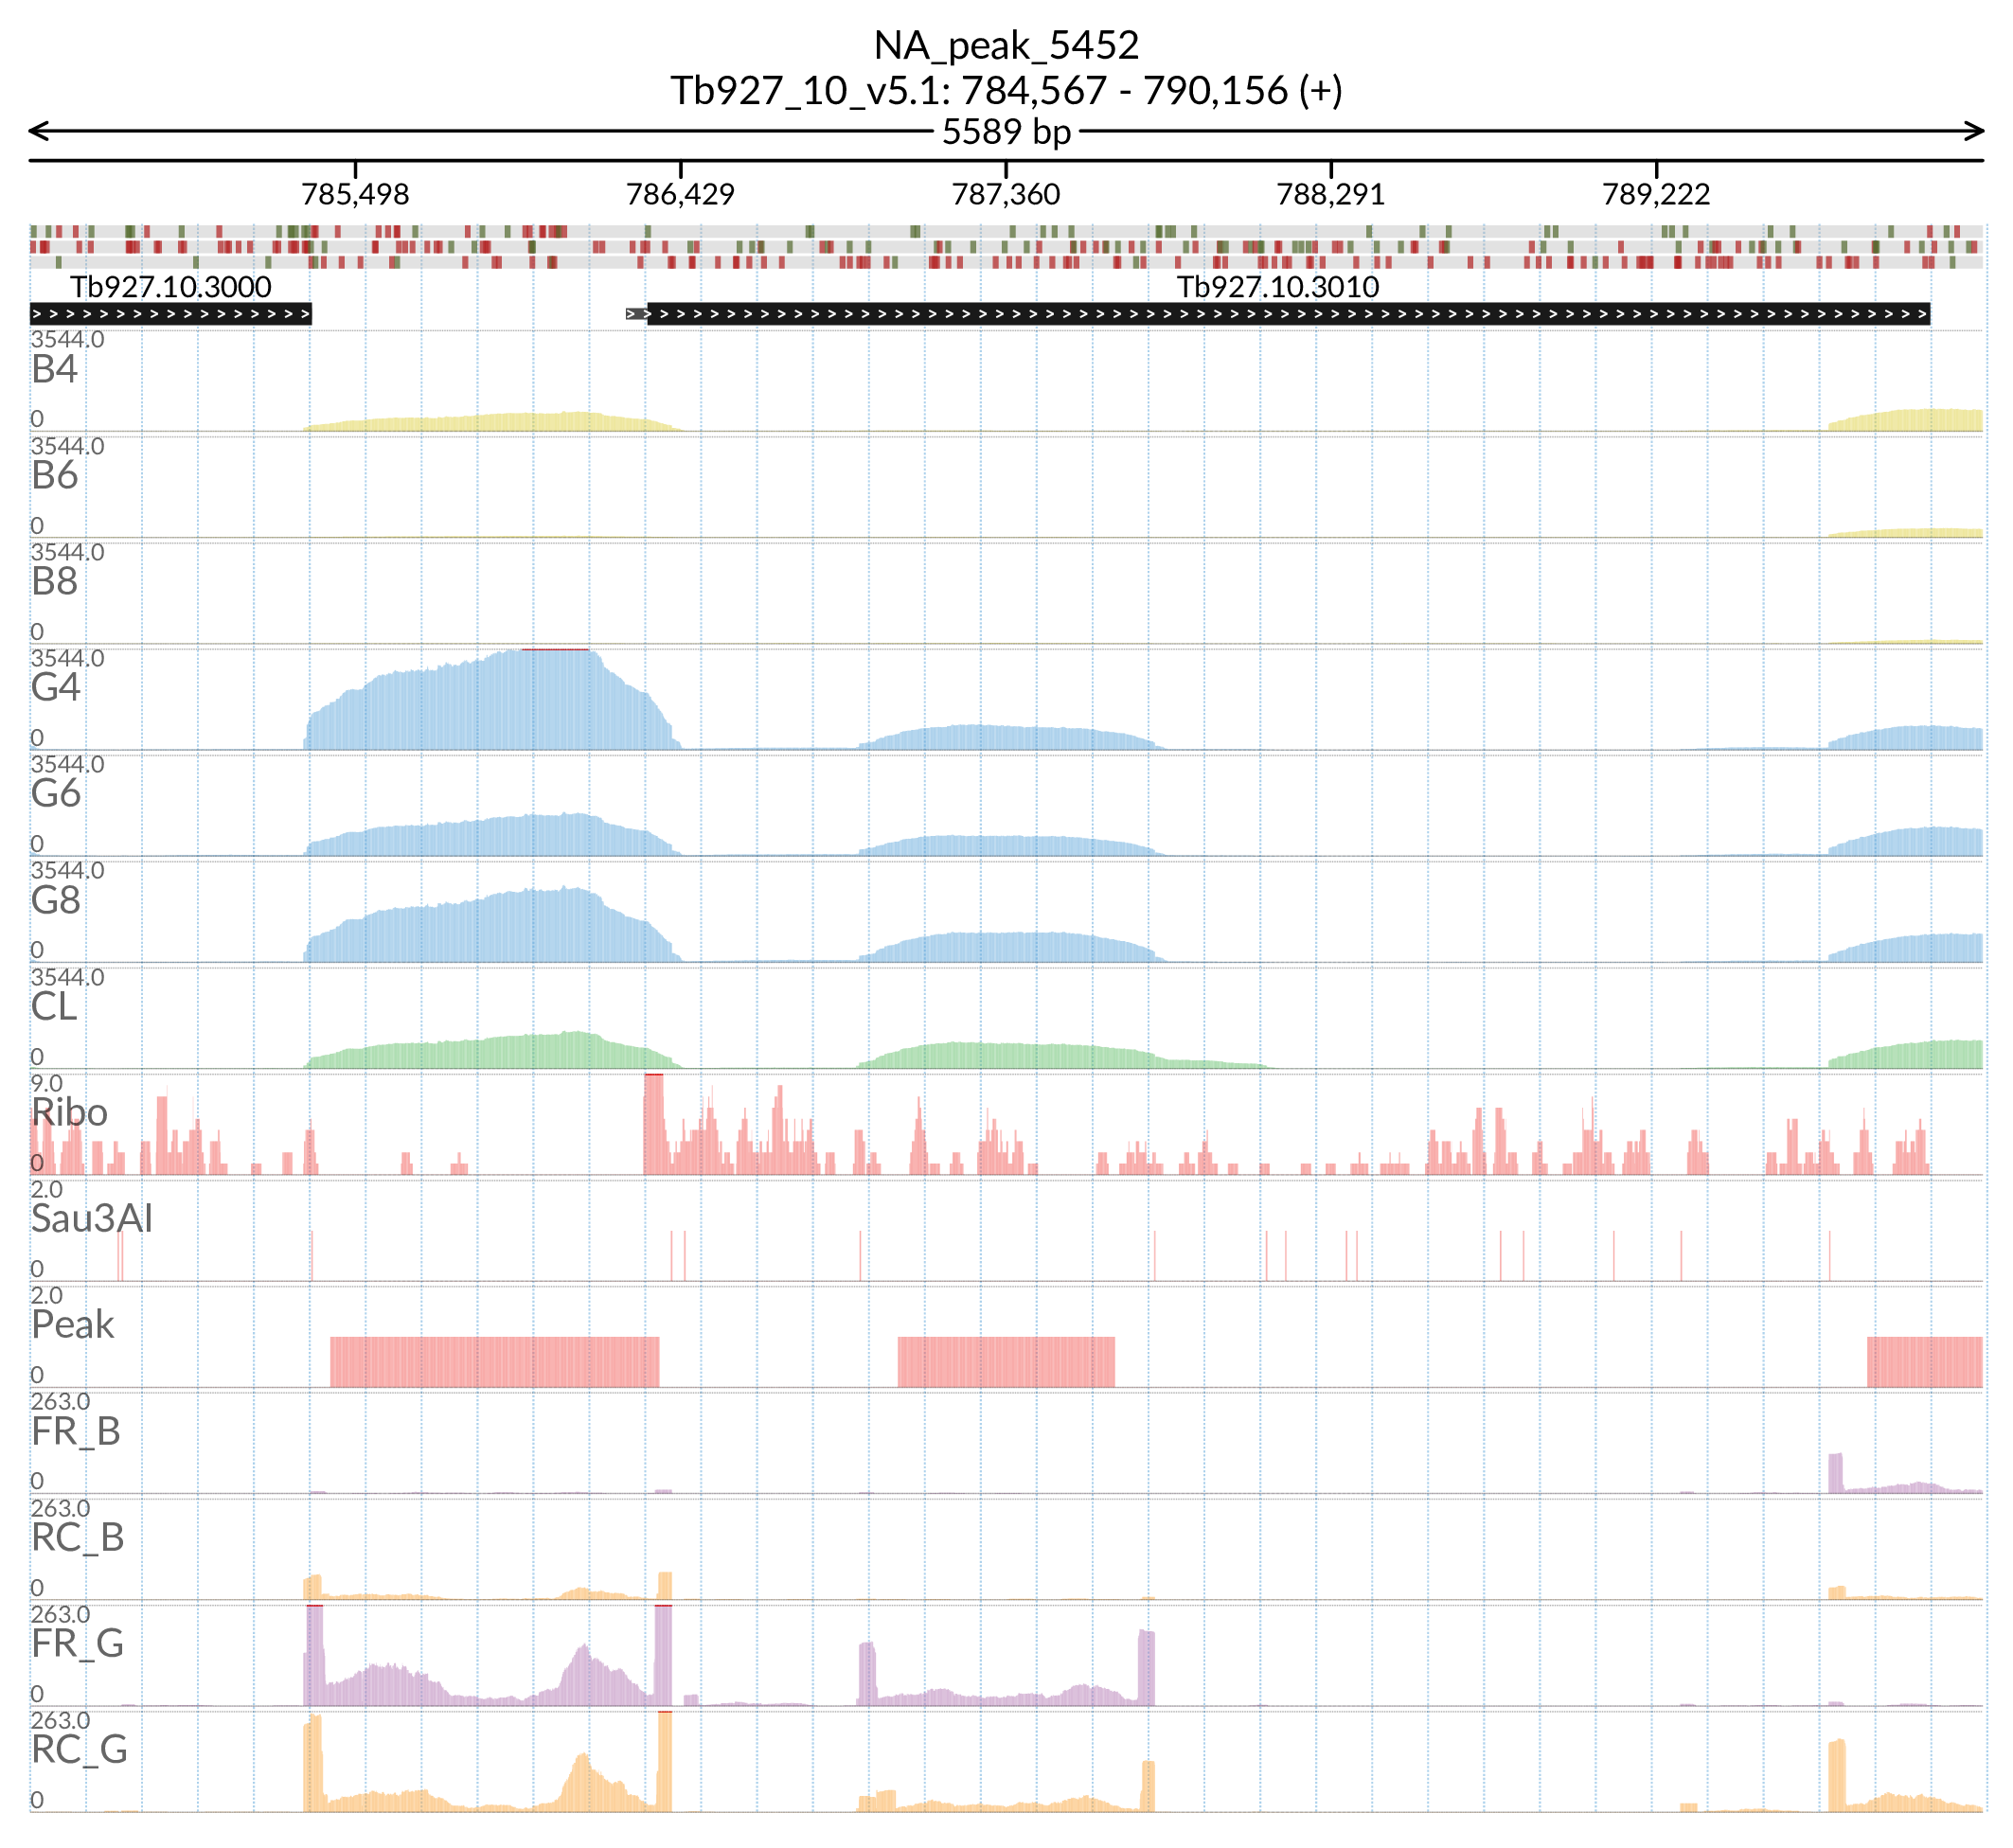 NA_peak_5452
Tb927_10_v5.1: 784,567 - 790,156 (+)
5589 bp
785,498 786,429 787,360 788,291 789,222
Tb927.10.3000 Tb927.10.3010
3544.0
B4
0
3544.0
B6
0
3544.0
B8
0
3544.0
G4
0
3544.0
G6
0
3544.0
G8
0
3544.0
CL
0
9.0
Ribo
0
2.0
Sau3AI
0
2.0
Peak
0
263.0
FR_B
0
263.0
RC_B
0
263.0
FR_G
0
263.0
RC_G
0